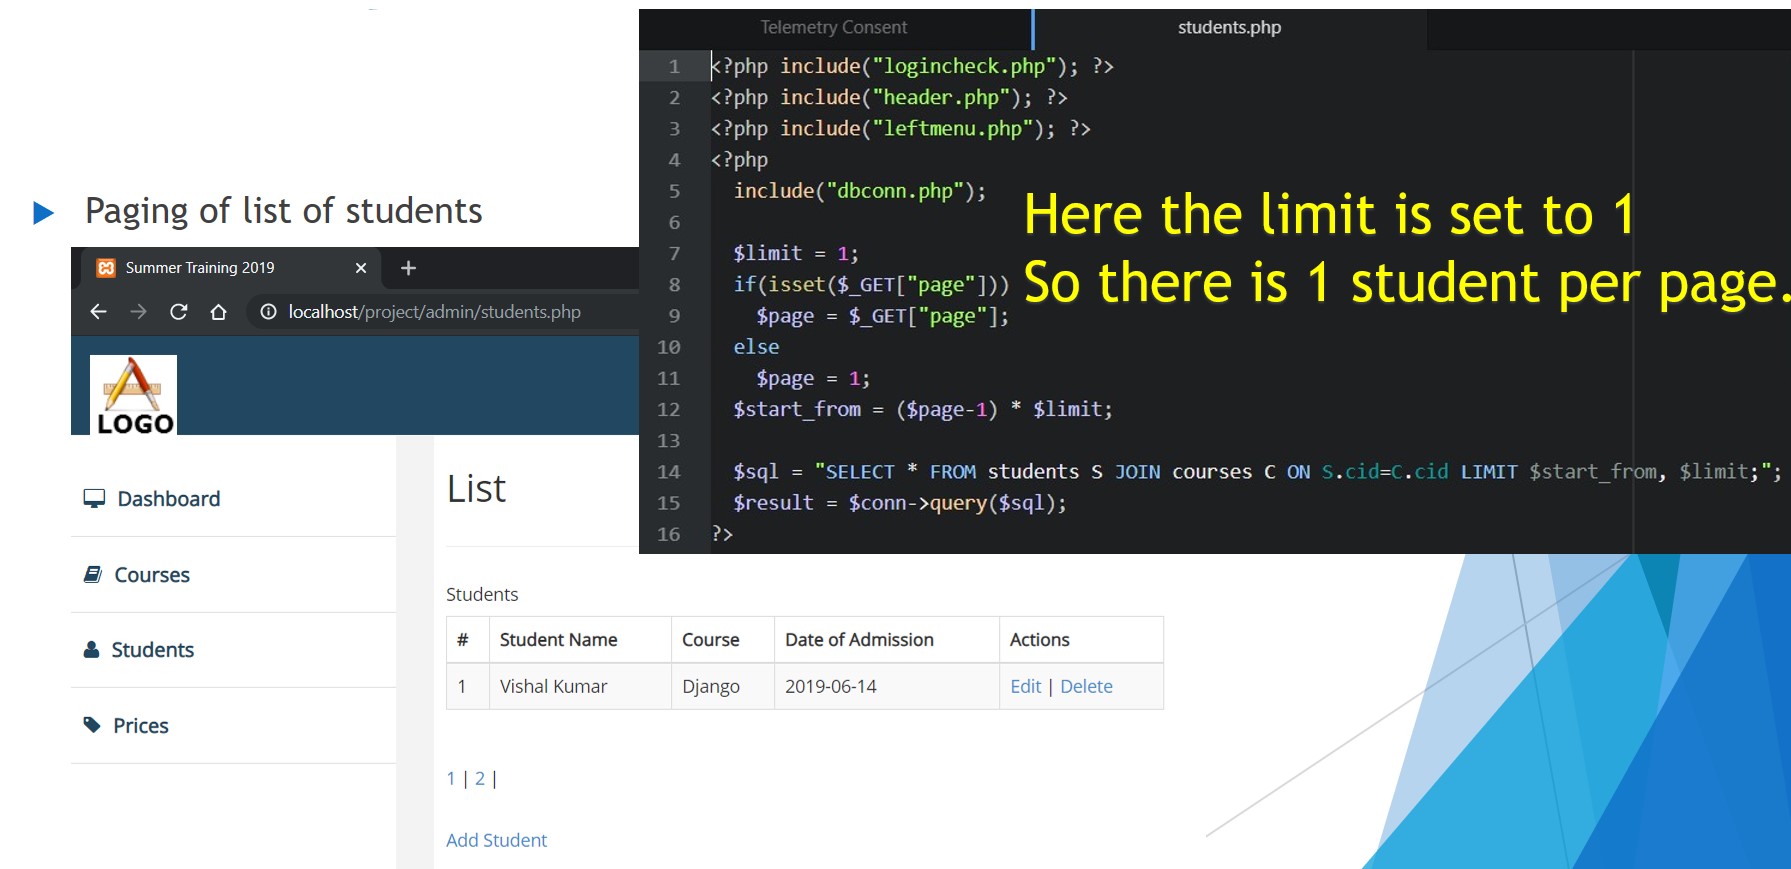 Paging of list of students
Telemetry Consent
students.php
1 <?php include("logincheck.php"); ?>
2 <?php include("header.php"); ?>
3 <?php include("leftmenu.php"); ?>
4 <?php
5 include("dbconn.php");
6
7 $limit = 1;
8 if(isset($_GET["page"]))
9 $page = $_GET["page"];
10 else
11 $page = 1;
12 $start_from = ($page-1) * $limit;
13
14 $sql = "SELECT * FROM students S JOIN courses C ON S.cid=C.cid LIMIT $start_from, $limit;";
15 $result = $conn->query($sql);
16 ?>
Here the limit is set to 1
So there is 1 student per page.
Summer Training 2019
localhost/project/admin/students.php
LOGO
Dashboard
Courses
Students
Prices
List
Students
# Student Name Course Date of Admission Actions
1 Vishal Kumar Django 2019-06-14 Edit | Delete
1 | 2 |
Add Student